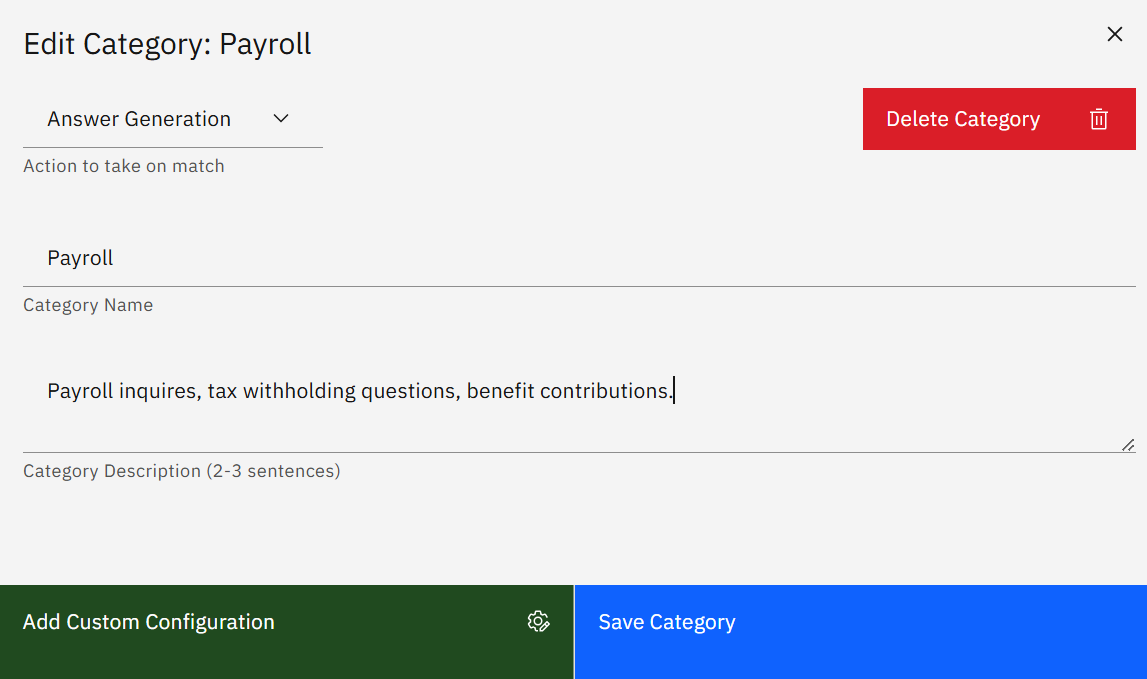 Edit Category: Payroll
Answer Generation
Delete Category
Action to take on match
Payroll
Category Name
Payroll inquires, tax withholding questions, benefit contributions.
Category Description (2-3 sentences)
Add Custom Configuration
Save Category